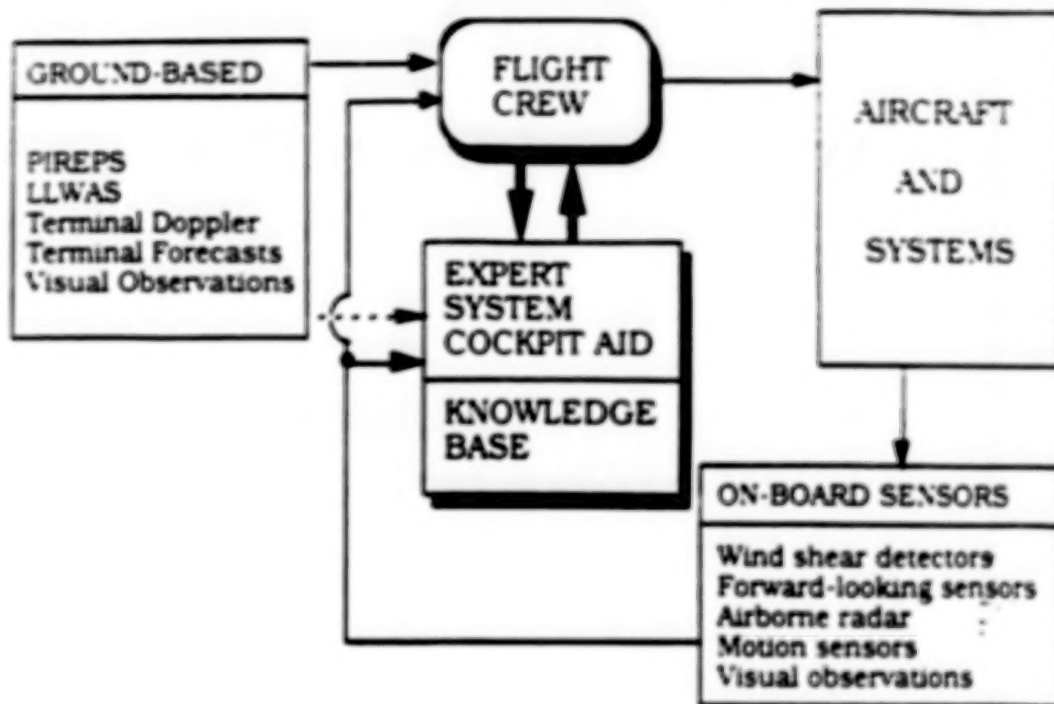 GROUND-BASED
PIREPS
LLWAS
Terminal Doppler
Terminal Forecasts
Visual Observations
FLIGHT
CREW
EXPERT
SYSTEM
COCKPIT AID
KNOWLEDGE
BASE
AIRCRAFT
AND
SYSTEMS
ON-BOARD SENSORS
Wind shear detectors
Forward-looking sensors
Airborne radar
Motion sensors
Visual observations